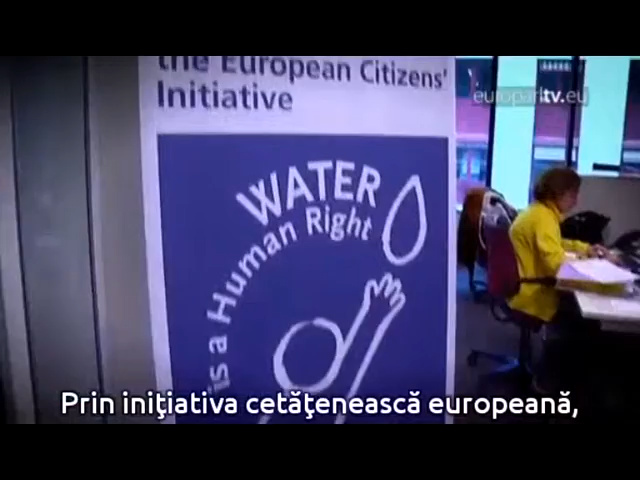 the European Citizens'
Initiative
europarltv.eu
WATER
is a Human Right
Prin iniţiativa cetăţenească europeană,